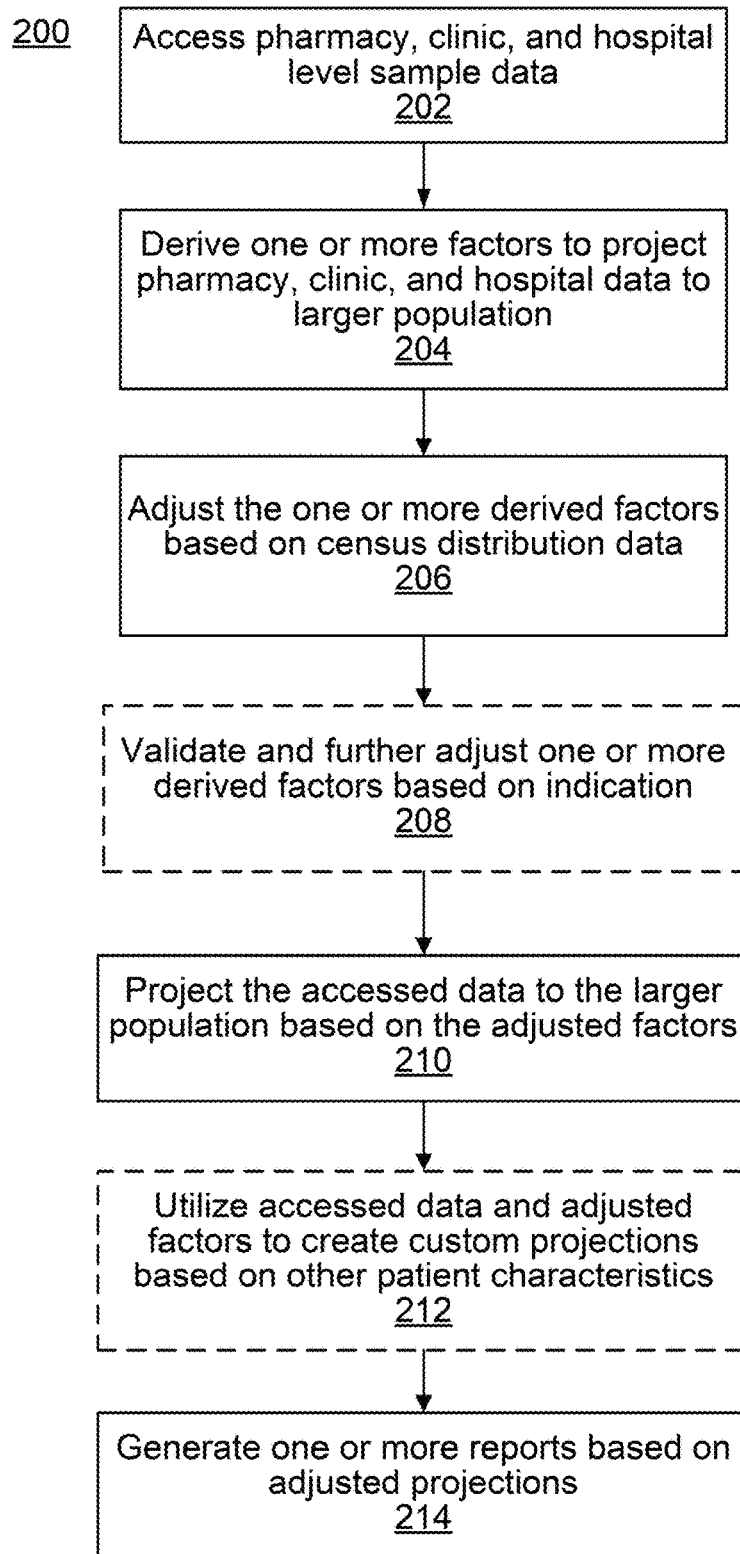 200
Access pharmacy, clinic, and hospital
level sample data
202
Derive one or more factors to project
pharmacy, clinic, and hospital data to
larger population
204
Adjust the one or more derived factors
based on census distribution data
206
Validate and further adjust one or more
derived factors based on indication
208
Project the accessed data to the larger
population based on the adjusted factors
210
Utilize accessed data and adjusted
factors to create custom projections
based on other patient characteristics
212
Generate one or more reports based on
adjusted projections
214